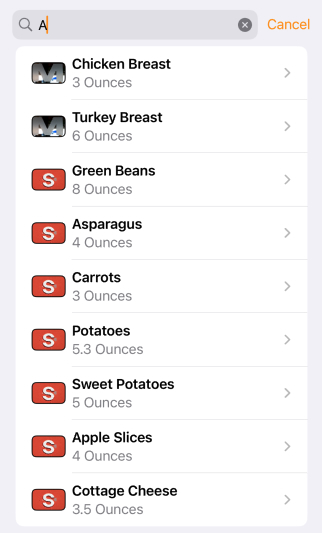 A
Cancel
Chicken Breast
3 Ounces
Turkey Breast
6 Ounces
S
Green Beans
8 Ounces
S
Asparagus
4 Ounces
S
Carrots
3 Ounces
S
Potatoes
5.3 Ounces
S
Sweet Potatoes
5 Ounces
S
Apple Slices
4 Ounces
S
Cottage Cheese
3.5 Ounces